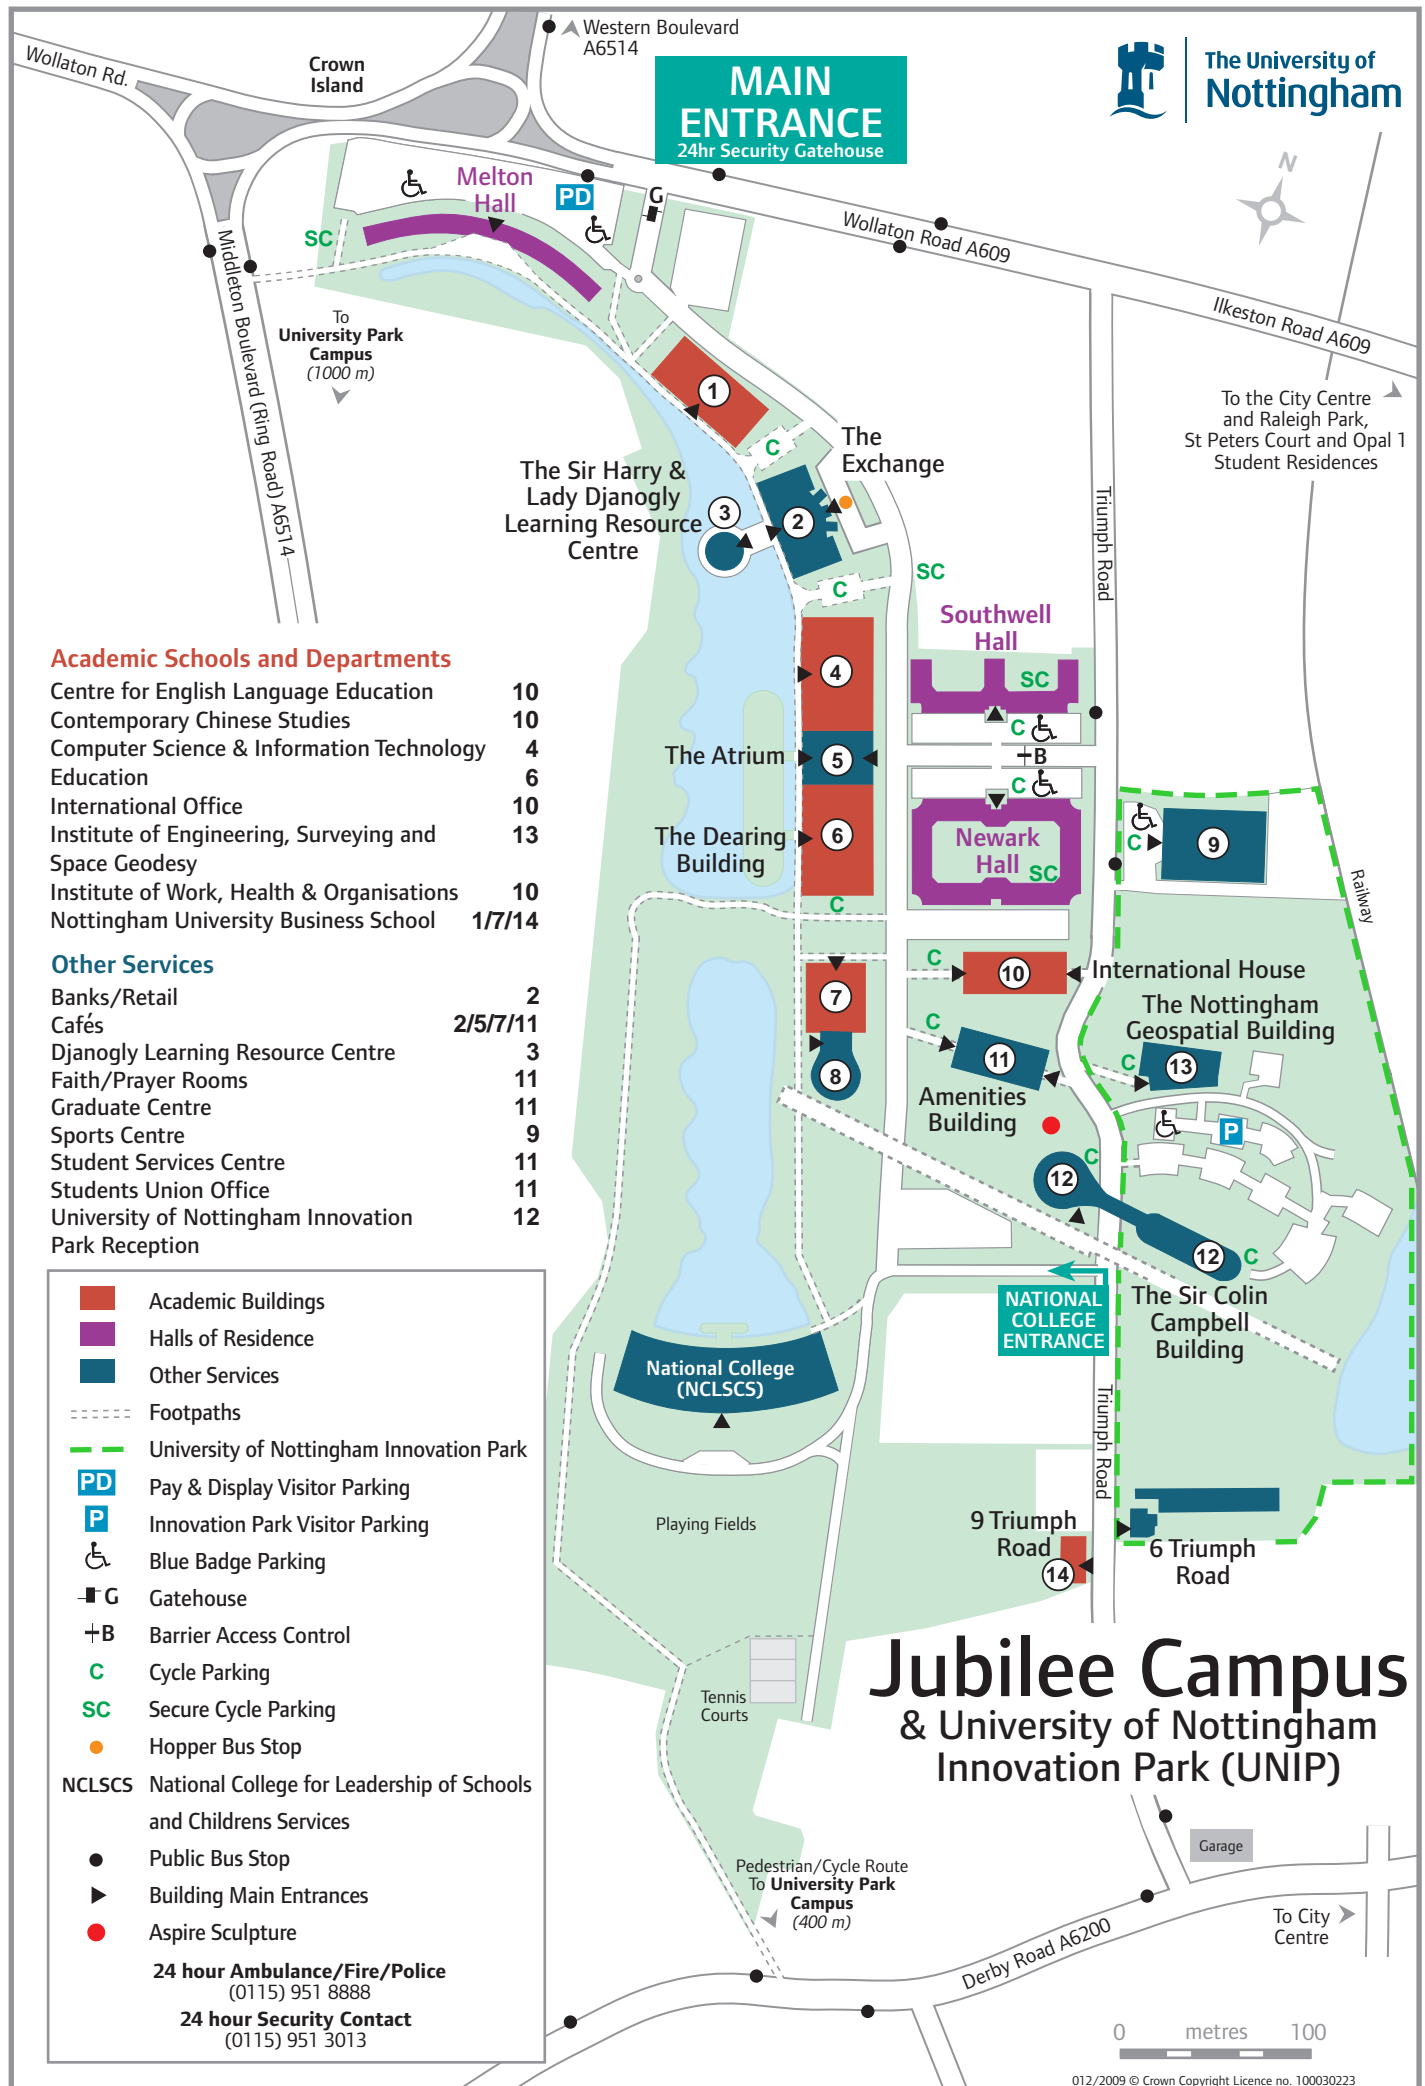 Western Boulevard
A6514
Wollaton Rd.
Crown
Island
MAIN
ENTRANCE
24hr Security Gatehouse
The University of
Nottingham
N
Melton
Hall
PD
G
SC
Wollaton Road A609
Ilkeston Road A609
Middleton Boulevard (Ring Road) A6514
To
University Park
Campus
(1000 m)
To the City Centre
and Raleigh Park,
St Peters Court and Opal 1
Student Residences
1
C
The
Exchange
The Sir Harry &
Lady Djanogly
Learning Resource
Centre
3
2
Triumph Road
C
SC
Southwell
Hall
SC
4
C
The Atrium
5
B
C
The Dearing
Building
6
Newark
Hall
SC
C
9
C
Railway
Academic Schools and Departments
Centre for English Language Education 10
Contemporary Chinese Studies 10
Computer Science & Information Technology 4
Education 6
International Office 10
Institute of Engineering, Surveying and 13
Space Geodesy
Institute of Work, Health & Organisations 10
Nottingham University Business School 1/7/14
Other Services
Banks/Retail 2
Cafés 2/5/7/11
Djanogly Learning Resource Centre 3
Faith/Prayer Rooms 11
Graduate Centre 11
Sports Centre 9
Student Services Centre 11
Students Union Office 11
University of Nottingham Innovation 12
Park Reception
C
10
International House
7
The Nottingham
Geospatial Building
C
11
C
13
8
Amenities
Building
P
C
12
12
C
NATIONAL
COLLEGE
ENTRANCE
The Sir Colin
Campbell
Building
National College
(NCLSCS)
Triumph Road
Playing Fields
9 Triumph
Road
14
6 Triumph
Road
Tennis
Courts
Academic Buildings
Halls of Residence
Other Services
Footpaths
University of Nottingham Innovation Park
PD Pay & Display Visitor Parking
P Innovation Park Visitor Parking
Blue Badge Parking
G Gatehouse
B Barrier Access Control
C Cycle Parking
SC Secure Cycle Parking
Hopper Bus Stop
NCLSCS National College for Leadership of Schools
and Childrens Services
Public Bus Stop
Building Main Entrances
Aspire Sculpture
24 hour Ambulance/Fire/Police
(0115) 951 8888
24 hour Security Contact
(0115) 951 3013
Jubilee Campus
& University of Nottingham
Innovation Park (UNIP)
Garage
Pedestrian/Cycle Route
To University Park
Campus
(400 m)
Derby Road A6200
To City
Centre
0 metres 100
012/2009 © Crown Copyright Licence no. 100030223